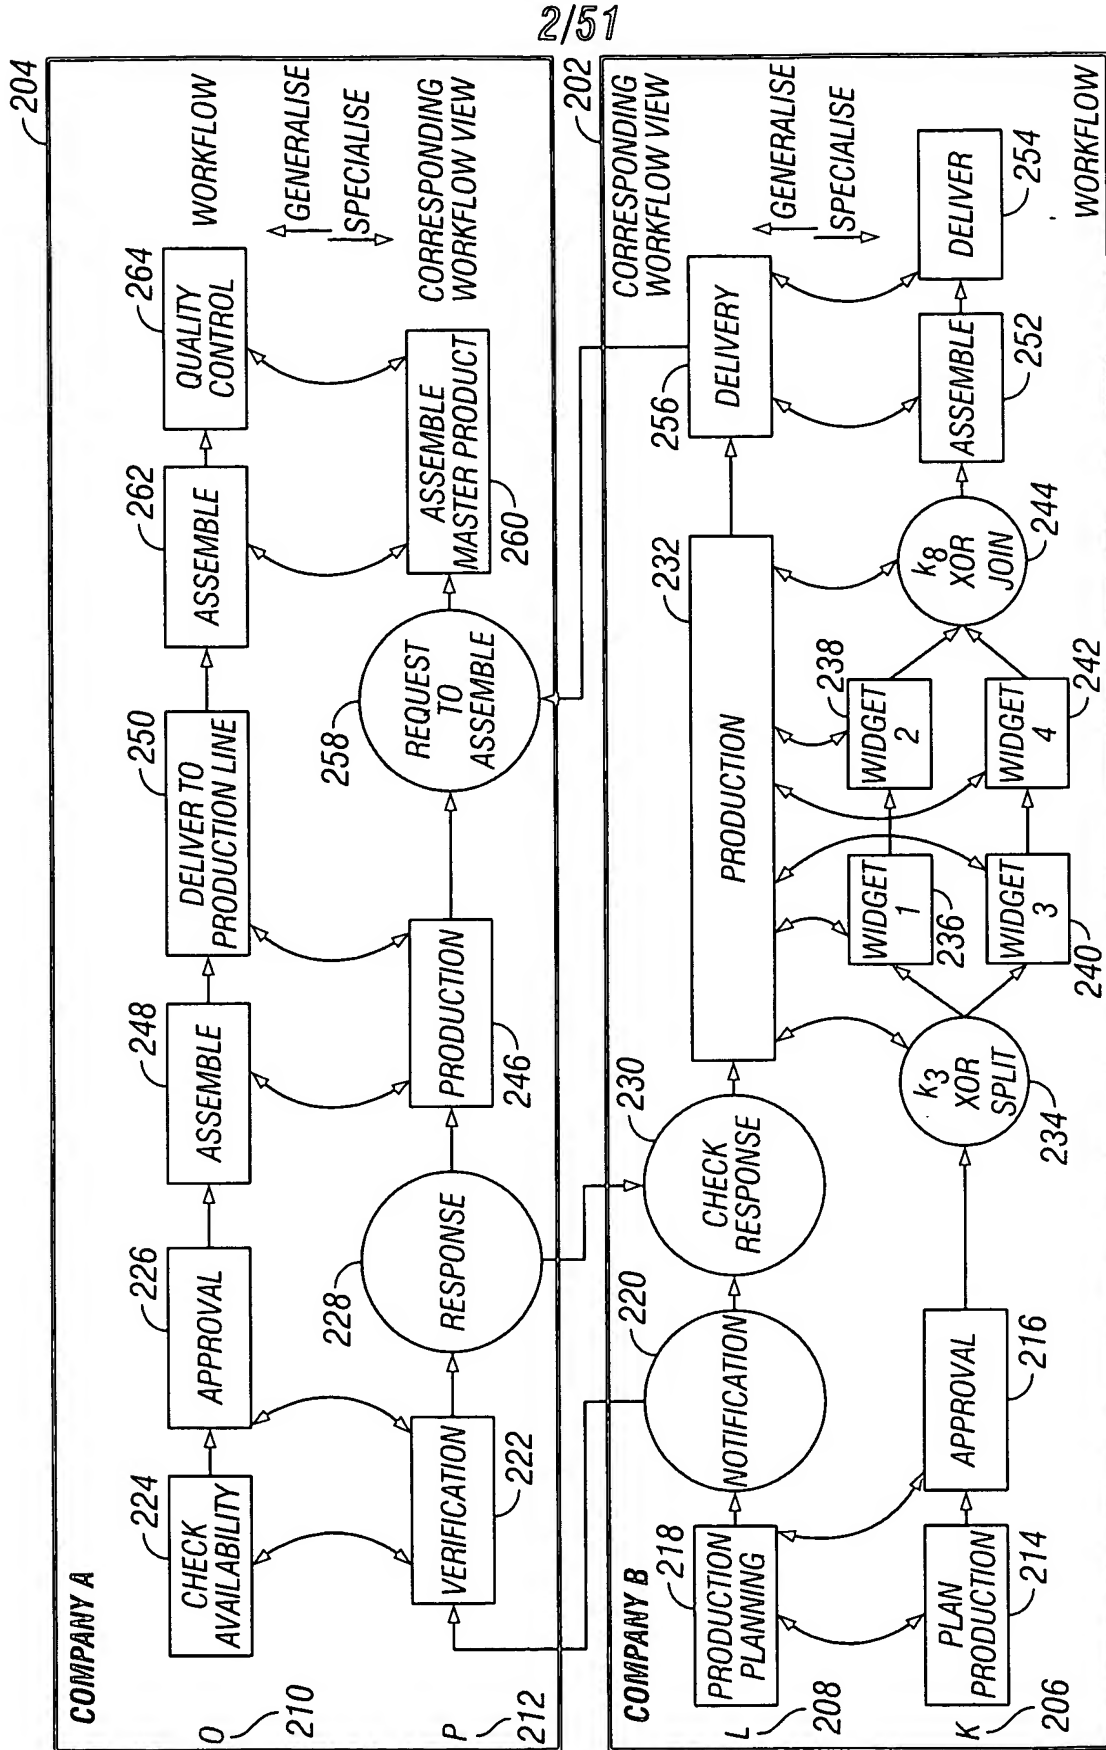 2/51
COMPANY A
204
O
210
CHECK
AVAILABILITY
224
APPROVAL
226
ASSEMBLE
248
DELIVER TO
PRODUCTION LINE
250
ASSEMBLE
262
QUALITY
CONTROL
264
WORKFLOW
GENERALISE
SPECIALISE
P
212
VERIFICATION
222
RESPONSE
228
PRODUCTION
246
REQUEST
TO
ASSEMBLE
258
ASSEMBLE
MASTER PRODUCT
260
CORRESPONDING
WORKFLOW VIEW
COMPANY B
202
L
208
PRODUCTION
PLANNING
218
NOTIFICATION
220
CHECK
RESPONSE
230
PRODUCTION
232
DELIVERY
256
CORRESPONDING
WORKFLOW VIEW
GENERALISE
SPECIALISE
K
206
PLAN
PRODUCTION
214
APPROVAL
216
k3
XOR
SPLIT
234
WIDGET
1
236
WIDGET
2
238
WIDGET
3
240
WIDGET
4
242
k8
XOR
JOIN
244
ASSEMBLE
252
DELIVER
254
WORKFLOW